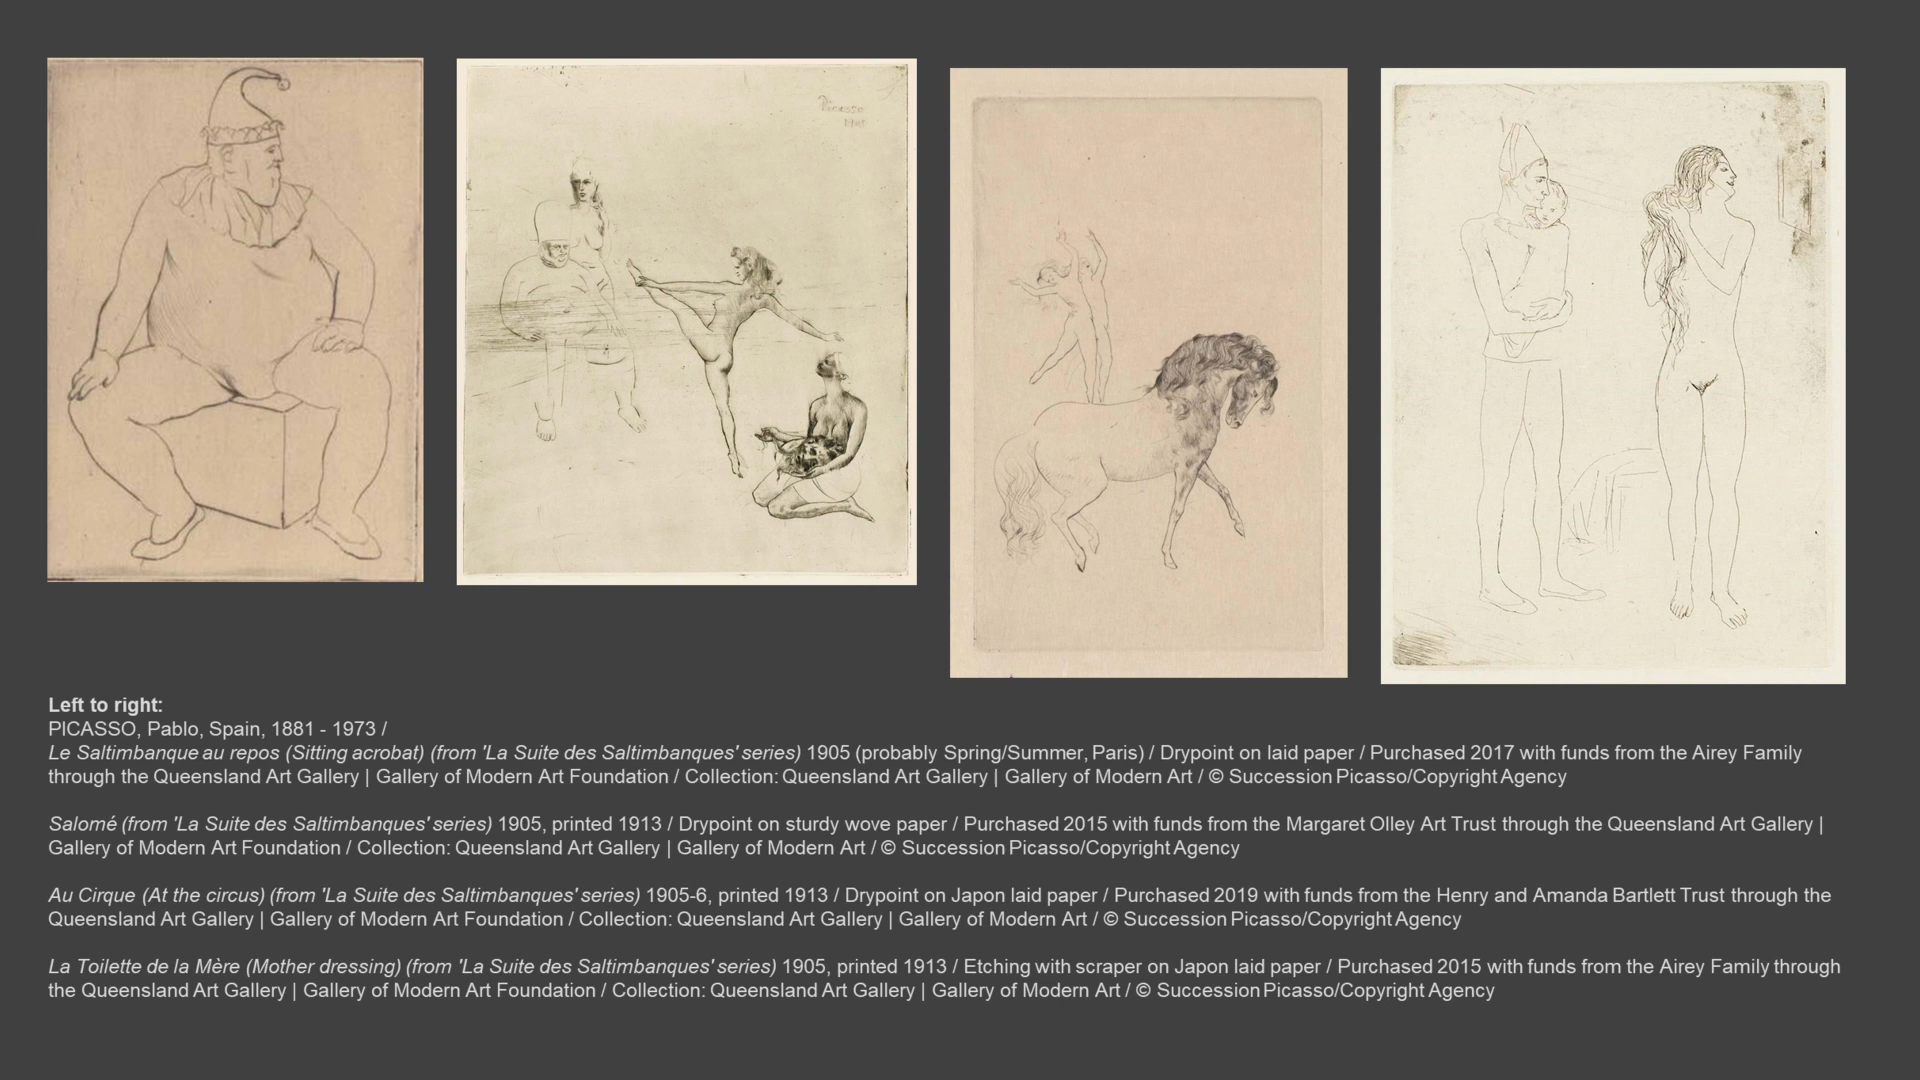 Picasso
Left to right:
PICASSO, Pablo, Spain, 1881 - 1973 /
Le Saltimbanque au repos (Sitting acrobat) (from 'La Suite des Saltimbanques' series) 1905 (probably Spring/Summer, Paris) / Drypoint on laid paper / Purchased 2017 with funds from the Airey Family
through the Queensland Art Gallery | Gallery of Modern Art Foundation / Collection: Queensland Art Gallery | Gallery of Modern Art / © Succession Picasso/Copyright Agency
Salomé (from 'La Suite des Saltimbanques' series) 1905, printed 1913 / Drypoint on sturdy wove paper / Purchased 2015 with funds from the Margaret Olley Art Trust through the Queensland Art Gallery |
Gallery of Modern Art Foundation / Collection: Queensland Art Gallery | Gallery of Modern Art / © Succession Picasso/Copyright Agency
Au Cirque (At the circus) (from 'La Suite des Saltimbanques' series) 1905-6, printed 1913 / Drypoint on Japon laid paper / Purchased 2019 with funds from the Henry and Amanda Bartlett Trust through the
Queensland Art Gallery | Gallery of Modern Art Foundation / Collection: Queensland Art Gallery | Gallery of Modern Art / © Succession Picasso/Copyright Agency
La Toilette de la Mère (Mother dressing) (from 'La Suite des Saltimbanques' series) 1905, printed 1913 / Etching with scraper on Japon laid paper / Purchased 2015 with funds from the Airey Family through
the Queensland Art Gallery | Gallery of Modern Art Foundation / Collection: Queensland Art Gallery | Gallery of Modern Art / © Succession Picasso/Copyright Agency